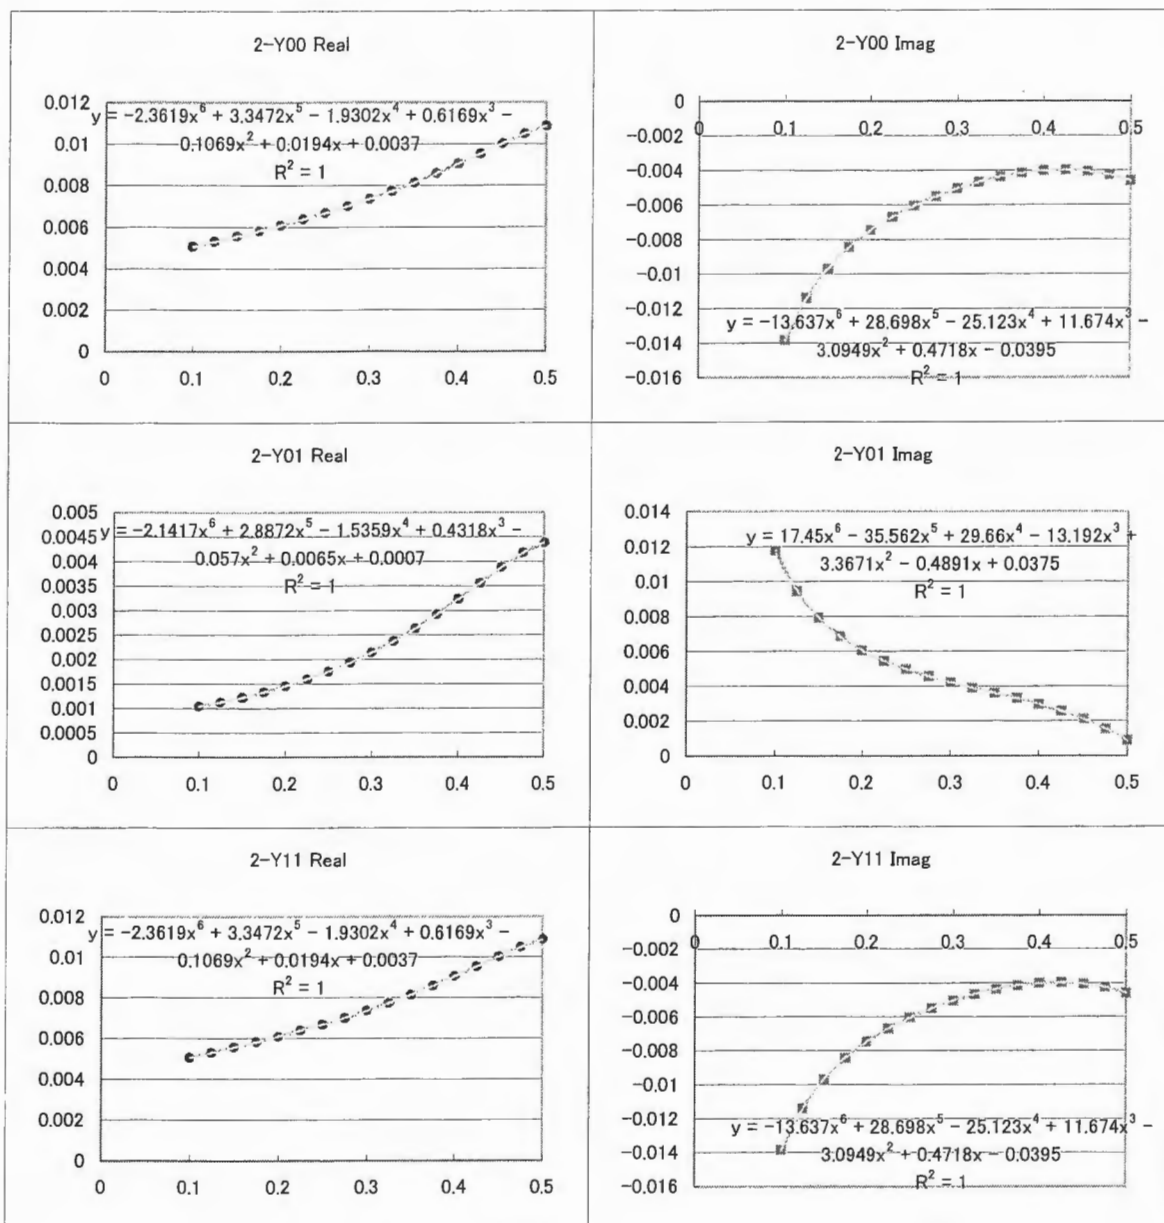 2-Y00 Real
0.012
y = −2.3619x⁶ + 3.3472x⁵ − 1.9302x⁴ + 0.6169x³ −
0.01
0.1069x² + 0.0194x + 0.0037
R² = 1
0.008
0.006
0.004
0.002
0
0 0.1 0.2 0.3 0.4 0.5
2-Y00 Imag
0
0 0.1 0.2 0.3 0.4 0.5
−0.002
−0.004
−0.006
−0.008
−0.01
−0.012
y = −13.637x⁶ + 28.698x⁵ − 25.123x⁴ + 11.674x³ −
−0.014
3.0949x² + 0.4718x − 0.0395
−0.016
R² = 1
2-Y01 Real
0.005
y = −2.1417x⁶ + 2.8872x⁵ − 1.5359x⁴ + 0.4318x³ −
0.0045
0.057x² + 0.0065x + 0.0007
0.004
R² = 1
0.0035
0.003
0.0025
0.002
0.0015
0.001
0.0005
0
0 0.1 0.2 0.3 0.4 0.5
2-Y01 Imag
0.014
y = 17.45x⁶ − 35.562x⁵ + 29.66x⁴ − 13.192x³ +
0.012
3.3671x² − 0.4891x + 0.0375
R² = 1
0.01
0.008
0.006
0.004
0.002
0
0 0.1 0.2 0.3 0.4 0.5
2-Y11 Real
0.012
y = −2.3619x⁶ + 3.3472x⁵ − 1.9302x⁴ + 0.6169x³ −
0.01
0.1069x² + 0.0194x + 0.0037
R² = 1
0.008
0.006
0.004
0.002
0
0 0.1 0.2 0.3 0.4 0.5
2-Y11 Imag
0
0 0.1 0.2 0.3 0.4 0.5
−0.002
−0.004
−0.006
−0.008
−0.01
−0.012
y = −13.637x⁶ + 28.698x⁵ − 25.123x⁴ + 11.674x³ −
−0.014
3.0949x² + 0.4718x − 0.0395
−0.016
R² = 1